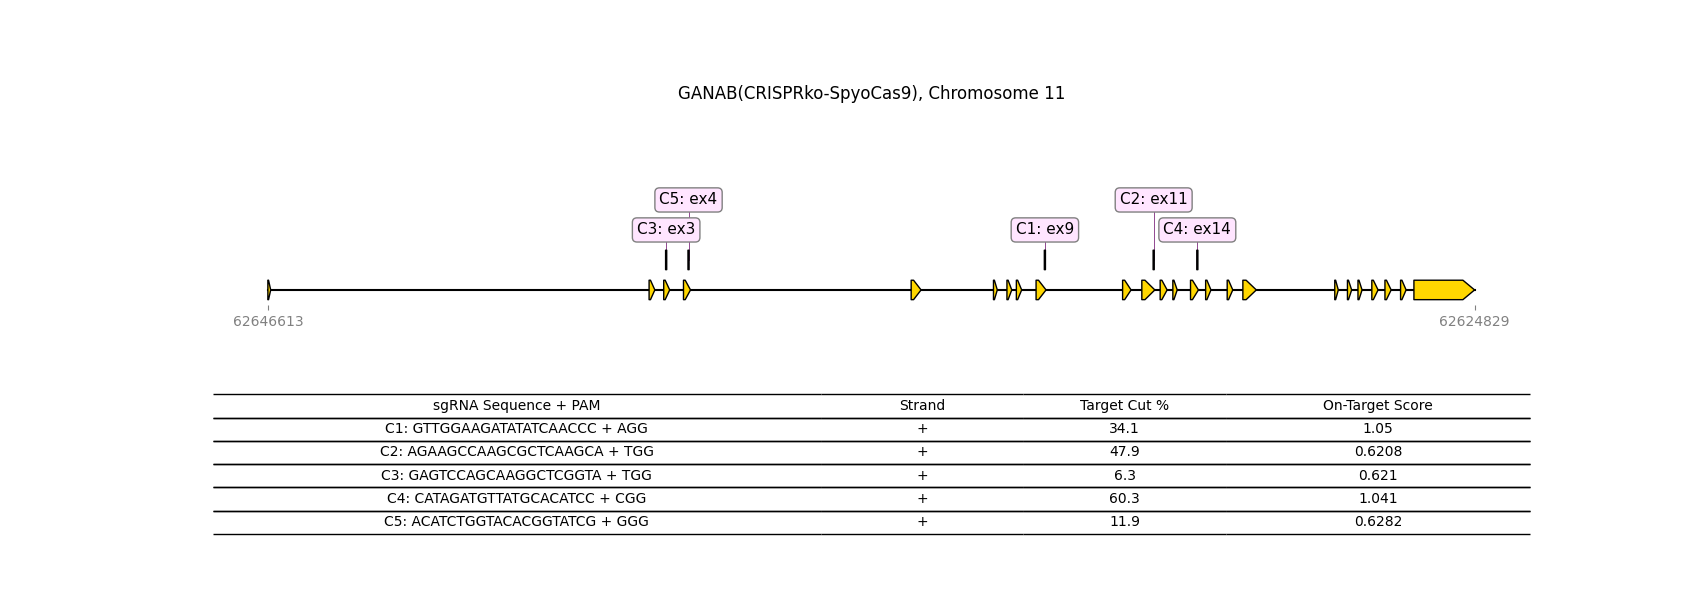 GANAB(CRISPRko-SpyoCas9), Chromosome 11
C5: ex4
C2: ex11
C3: ex3
C1: ex9
C4: ex14
62646613
62624829
sgRNA Sequence + PAM Strand Target Cut % On-Target Score
C1: GTTGGAAGATATATCAACCC + AGG + 34.1 1.05
C2: AGAAGCCAAGCGCTCAAGCA + TGG + 47.9 0.6208
C3: GAGTCCAGCAAGGCTCGGTA + TGG + 6.3 0.621
C4: CATAGATGTTATGCACATCC + CGG + 60.3 1.041
C5: ACATCTGGTACACGGTATCG + GGG + 11.9 0.6282